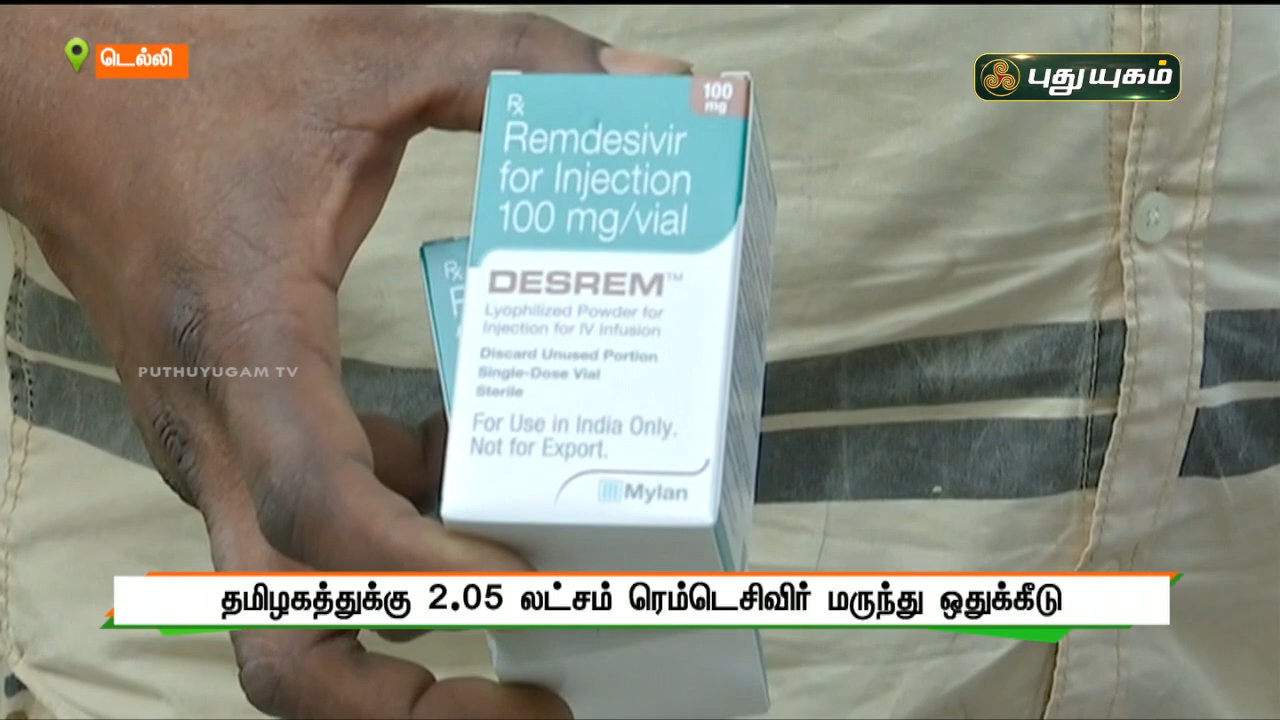 டெல்லி
புதுயுகம்
100
mg
Rx
Remdesivir
for Injection
100 mg/vial
DESREM™
Lyophilized Powder for
Injection for IV Infusion
Discard Unused Portion
Single-Dose Vial
Sterile
For Use in India Only.
Not for Export.
Mylan
Rx
PUTHUYUGAM TV
தமிழகத்துக்கு 2.05 லட்சம் ரெம்டெசிவிர் மருந்து ஒதுக்கீடு